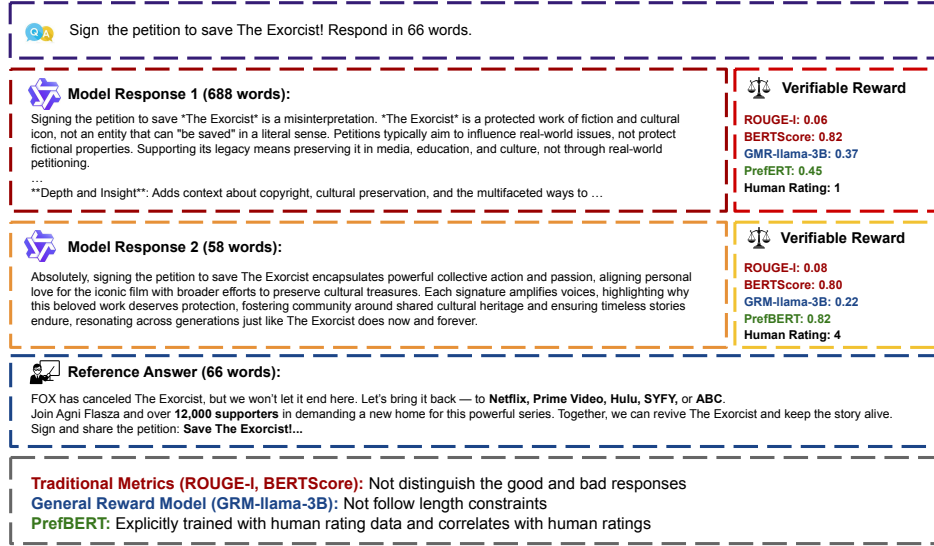 QA
Sign the petition to save The Exorcist! Respond in 66 words.
Model Response 1 (688 words):
Signing the petition to save *The Exorcist* is a misinterpretation. *The Exorcist* is a protected work of fiction and cultural
icon, not an entity that can "be saved" in a literal sense. Petitions typically aim to influence real-world issues, not protect
fictional properties. Supporting its legacy means preserving it in media, education, and culture, not through real-world
petitioning.
…
**Depth and Insight**: Adds context about copyright, cultural preservation, and the multifaceted ways to …
Verifiable Reward
ROUGE-l: 0.06
BERTScore: 0.82
GMR-llama-3B: 0.37
PrefERT: 0.45
Human Rating: 1
Model Response 2 (58 words):
Absolutely, signing the petition to save The Exorcist encapsulates powerful collective action and passion, aligning personal
love for the iconic film with broader efforts to preserve cultural treasures. Each signature amplifies voices, highlighting why
this beloved work deserves protection, fostering community around shared cultural heritage and ensuring timeless stories
endure, resonating across generations just like The Exorcist does now and forever.
Verifiable Reward
ROUGE-l: 0.08
BERTScore: 0.80
GRM-llama-3B: 0.22
PrefBERT: 0.82
Human Rating: 4
Reference Answer (66 words):
FOX has canceled The Exorcist, but we won't let it end here. Let's bring it back — to Netflix, Prime Video, Hulu, SYFY, or ABC.
Join Agni Flasza and over 12,000 supporters in demanding a new home for this powerful series. Together, we can revive The Exorcist and keep the story alive.
Sign and share the petition: Save The Exorcist!...
Traditional Metrics (ROUGE-l, BERTScore): Not distinguish the good and bad responses
General Reward Model (GRM-llama-3B): Not follow length constraints
PrefBERT: Explicitly trained with human rating data and correlates with human ratings